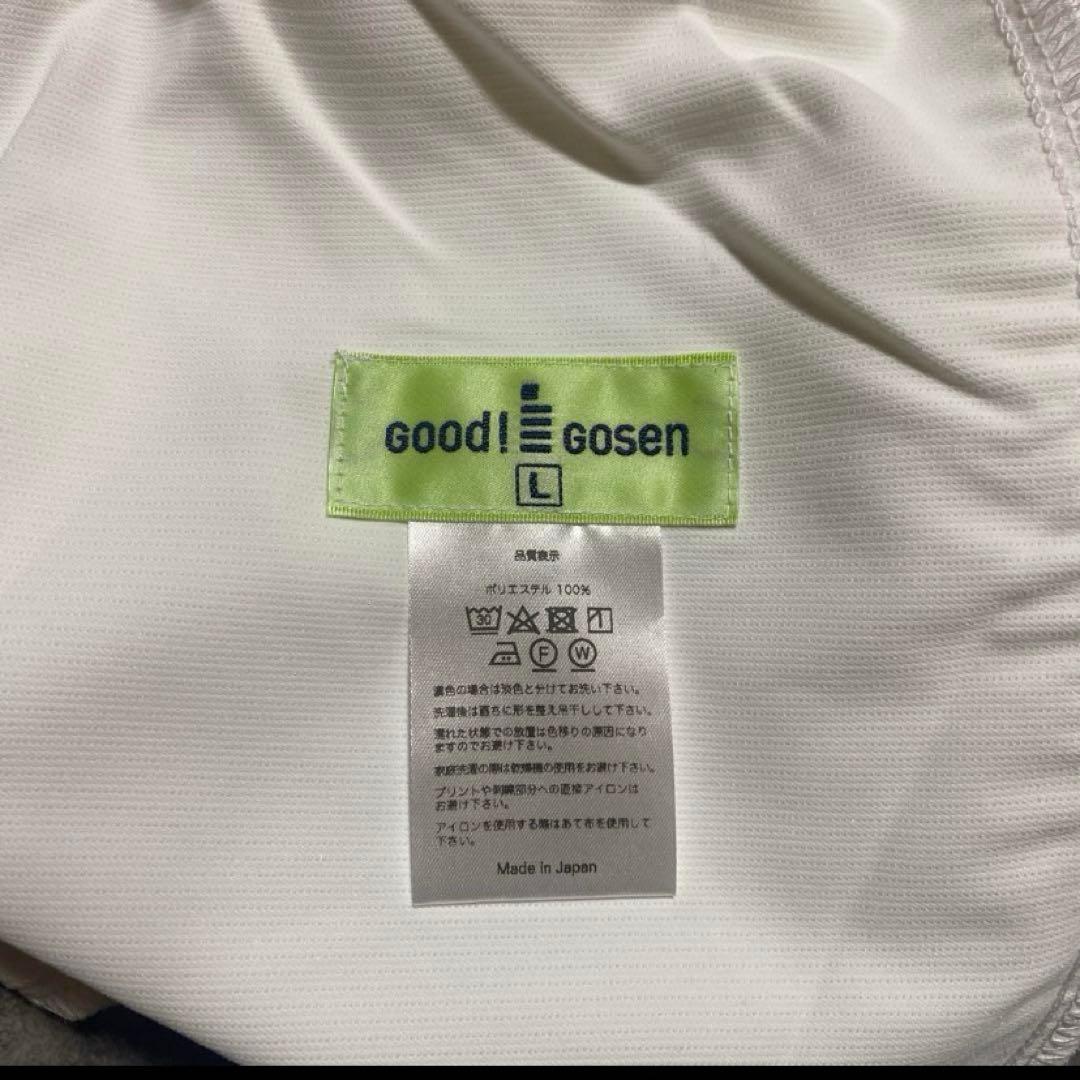 GOOD! GOSEN
L
品質表示
ポリエステル 100%
30
F W
濃色の場合は淡色と分けてお洗い下さい。
洗濯後は直ちに形を整え吊干しして下さい。
濡れた状態での放置は色移りの原因になり
ますのでお避け下さい。
家庭洗濯の際は乾燥機の使用をお避け下さい。
プリントや刺繍部分への直接アイロンは
お避け下さい。
アイロンを使用する際はあて布を使用して
下さい。
Made in Japan